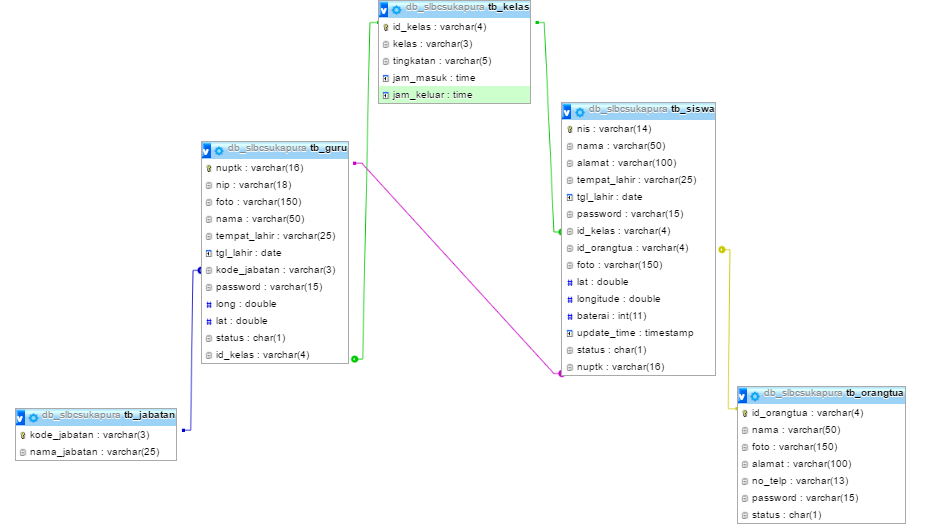 db_slbcsukapura tb_kelas
id_kelas : varchar(4)
kelas : varchar(3)
tingkatan : varchar(5)
jam_masuk : time
jam_keluar : time
db_slbcsukapura tb_siswa
nis : varchar(14)
nama : varchar(50)
alamat : varchar(100)
tempat_lahir : varchar(25)
tgl_lahir : date
password : varchar(15)
id_kelas : varchar(4)
id_orangtua : varchar(4)
foto : varchar(150)
# lat : double
# longitude : double
# baterai : int(11)
update_time : timestamp
status : char(1)
nuptk : varchar(16)
db_slbcsukapura tb_guru
nuptk : varchar(16)
nip : varchar(18)
foto : varchar(150)
nama : varchar(50)
tempat_lahir : varchar(25)
tgl_lahir : date
kode_jabatan : varchar(3)
password : varchar(15)
# long : double
# lat : double
status : char(1)
id_kelas : varchar(4)
db_slbcsukapura tb_jabatan
kode_jabatan : varchar(3)
nama_jabatan : varchar(25)
db_slbcsukapura tb_orangtua
id_orangtua : varchar(4)
nama : varchar(50)
foto : varchar(150)
alamat : varchar(100)
no_telp : varchar(13)
password : varchar(15)
status : char(1)